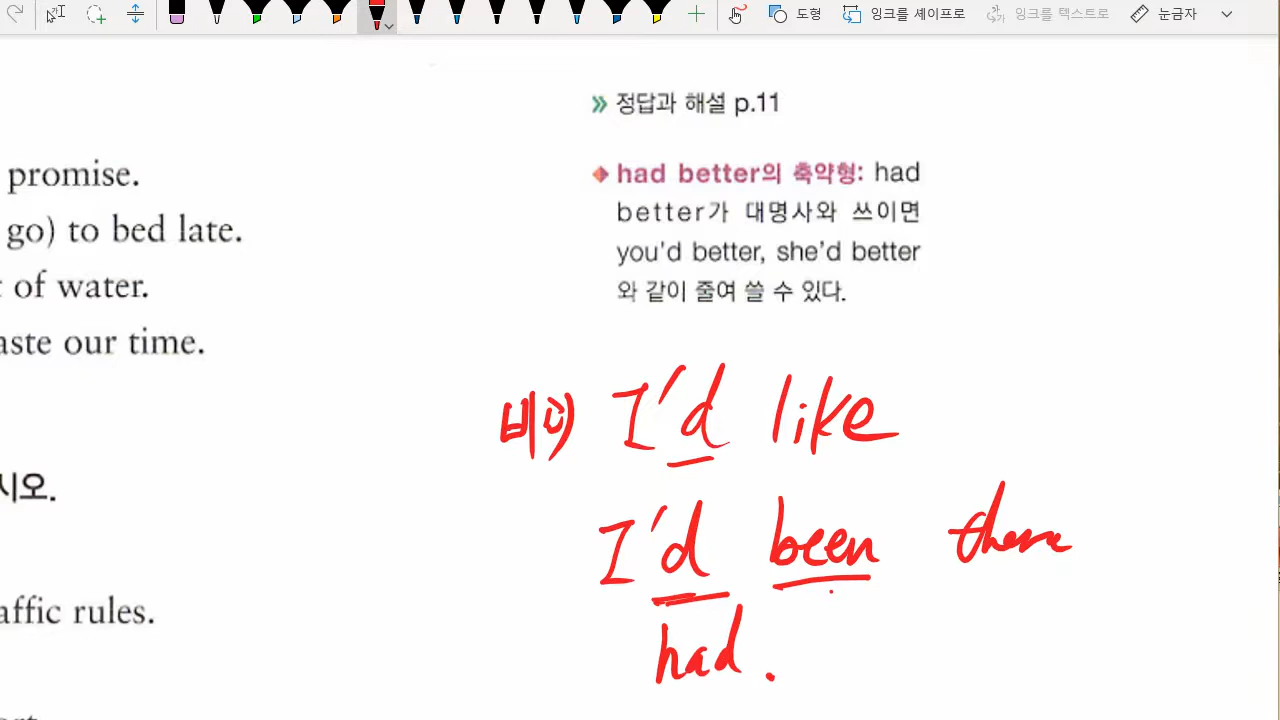 도형 잉크를 셰이프로 잉크를 텍스트로 눈금자
정답과 해설 p.11
promise.
go) to bed late.
of water.
aste our time.
had better의 축약형: had
better가 대명사와 쓰이면
you'd better, she'd better
와 같이 줄여 쓸 수 있다.
I'd like
시오.
I'd been there
affic rules.
had.